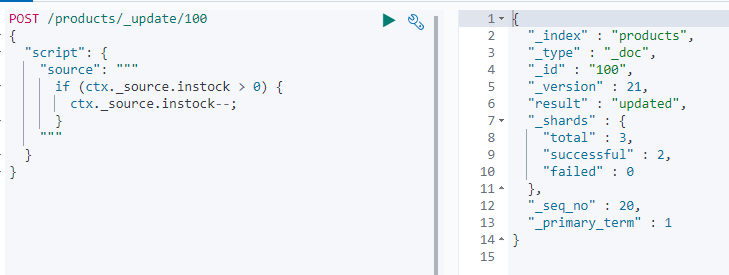 POST /products/_update/100
{
  "script": {
    "source": """
      if (ctx._source.instock > 0) {
        ctx._source.instock--;
      }
    """
  }
}
1 {
2 "_index" : "products",
3 "_type" : "_doc",
4 "_id" : "100",
5 "_version" : 21,
6 "result" : "updated",
7 "_shards" : {
8 "total" : 3,
9 "successful" : 2,
10 "failed" : 0
11 },
12 "_seq_no" : 20,
13 "_primary_term" : 1
14 }
15